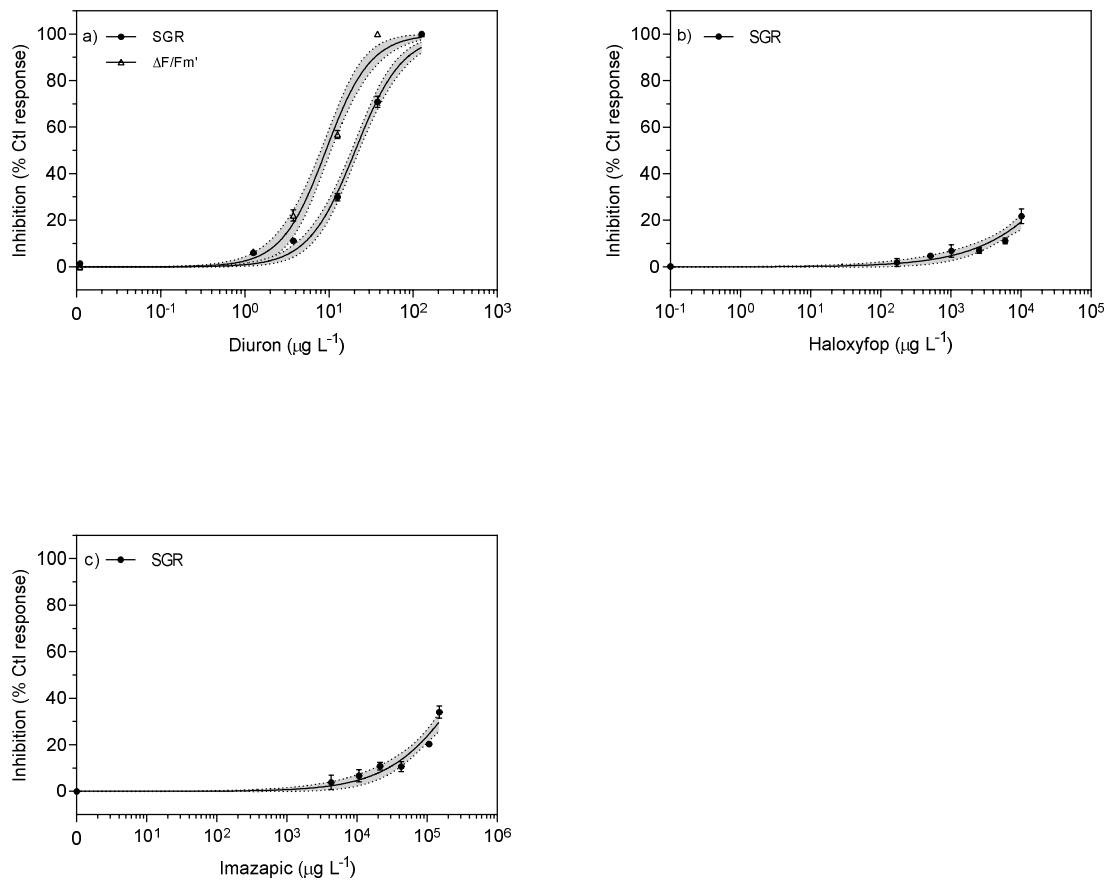 a) SGR
ΔF/Fm'
Inhibition (% Ctl response)
100
80
60
40
20
0
0 10⁻¹ 10⁰ 10¹ 10² 10³
Diuron (μg L⁻¹)
b) SGR
Inhibition (% Ctl response)
100
80
60
40
20
0
10⁻¹ 10⁰ 10¹ 10² 10³ 10⁴ 10⁵
Haloxyfop (μg L⁻¹)
c) SGR
Inhibition (% Ctl response)
100
80
60
40
20
0
0 10¹ 10² 10³ 10⁴ 10⁵ 10⁶
Imazapic (μg L⁻¹)